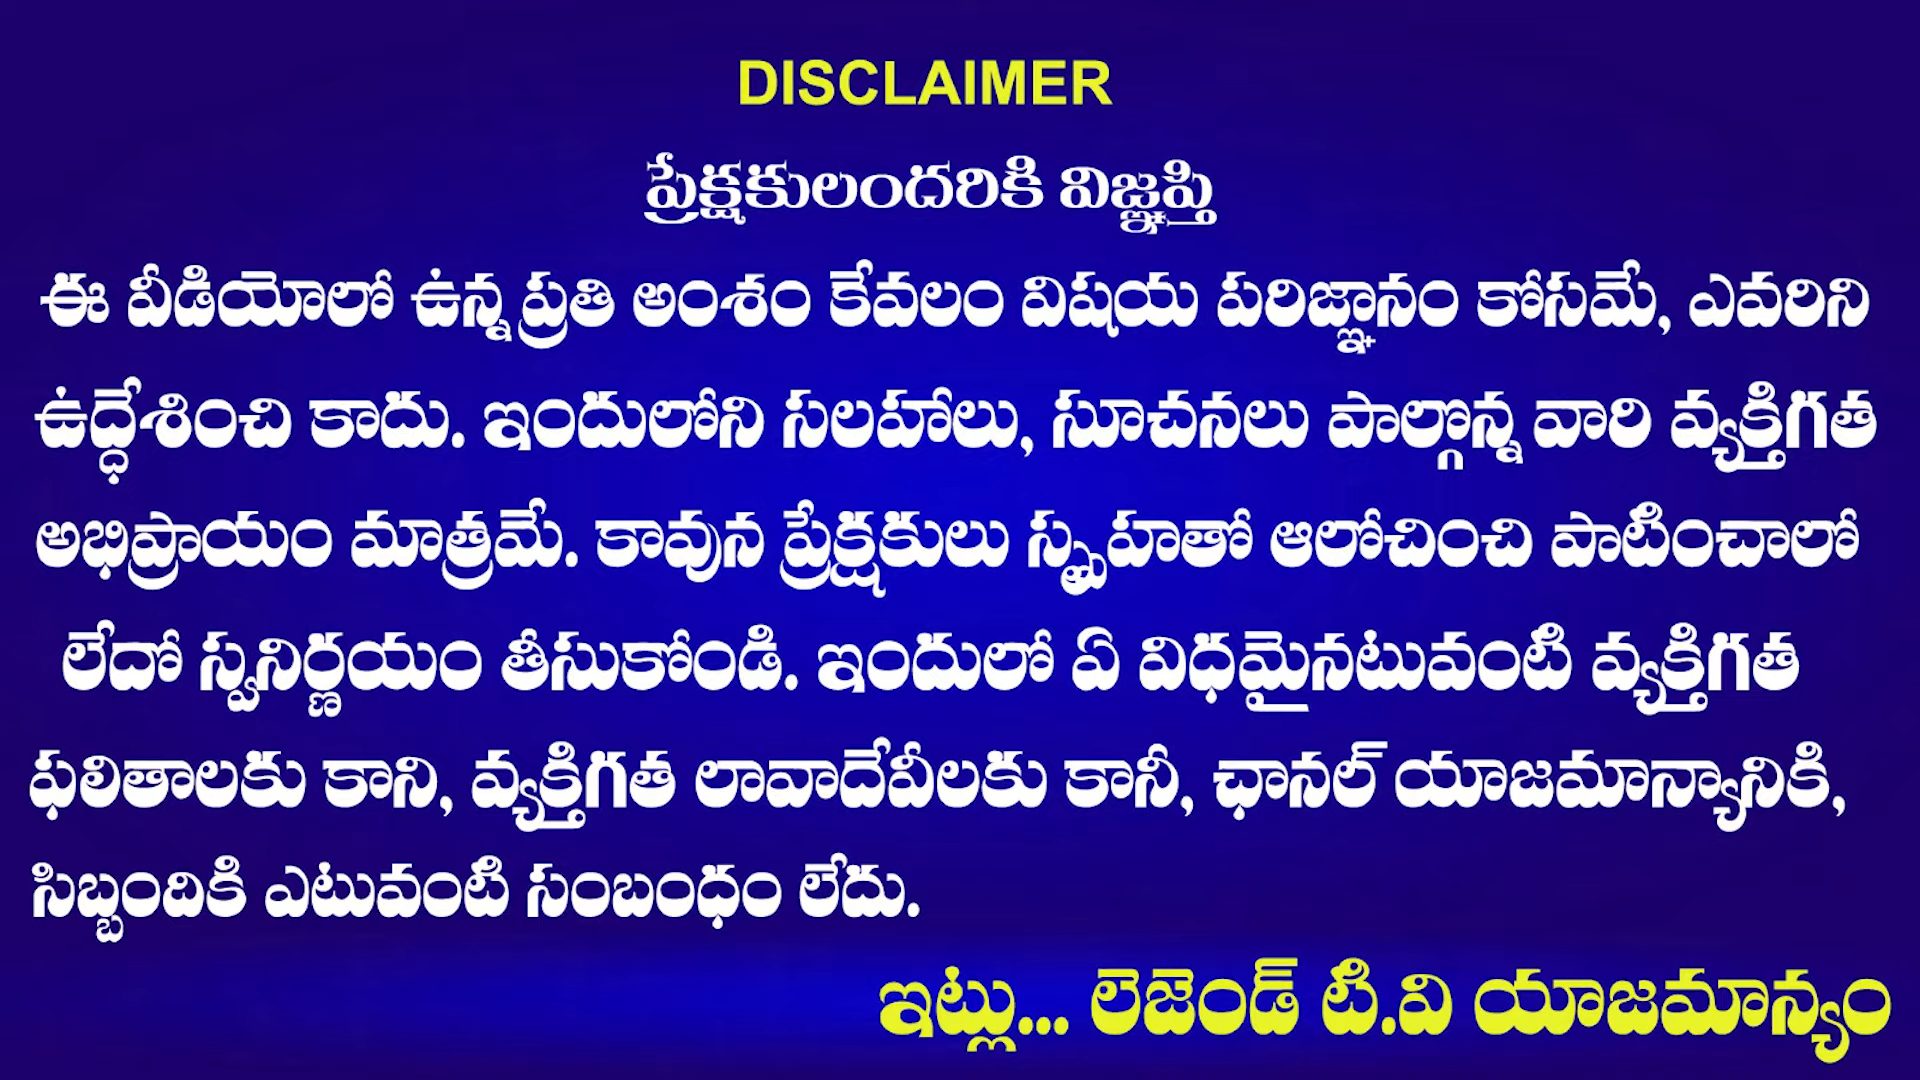 DISCLAIMER
ప్రేక్షకులందరికి విజ్ఞప్తి
ఈ వీడియోలో ఉన్న ప్రతి అంశం కేవలం విషయ పరిజ్ఞానం కోసమే, ఎవరిని
ఉద్ధేశించి కాదు. ఇందులోని సలహాలు, సూచనలు పాల్గొన్న వారి వ్యక్తిగత
అభిప్రాయం మాత్రమే. కావున ప్రేక్షకులు స్పృహతో ఆలోచించి పాటించాలో
లేదో స్వనిర్ణయం తీసుకోండి. ఇందులో ఏ విధమైనటువంటి వ్యక్తిగత
ఫలితాలకు కాని, వ్యక్తిగత లావాదేవీలకు కానీ, ఛానల్ యాజమాన్యానికి,
సిబ్బందికి ఎటువంటి సంబంధం లేదు.
ఇట్లు... లెజెండ్ టి.వి యాజమాన్యం